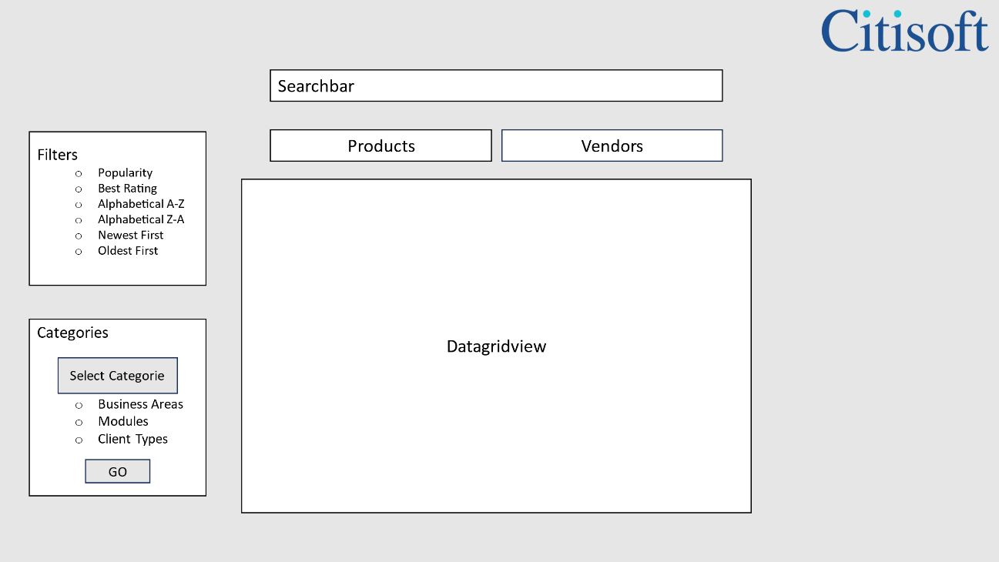 Citisoft
Searchbar
Products
Vendors
Filters
Popularity
Best Rating
Alphabetical A-Z
Alphabetical Z-A
Newest First
Oldest First
Categories
Select Categorie
Business Areas
Modules
Client Types
GO
Datagridview